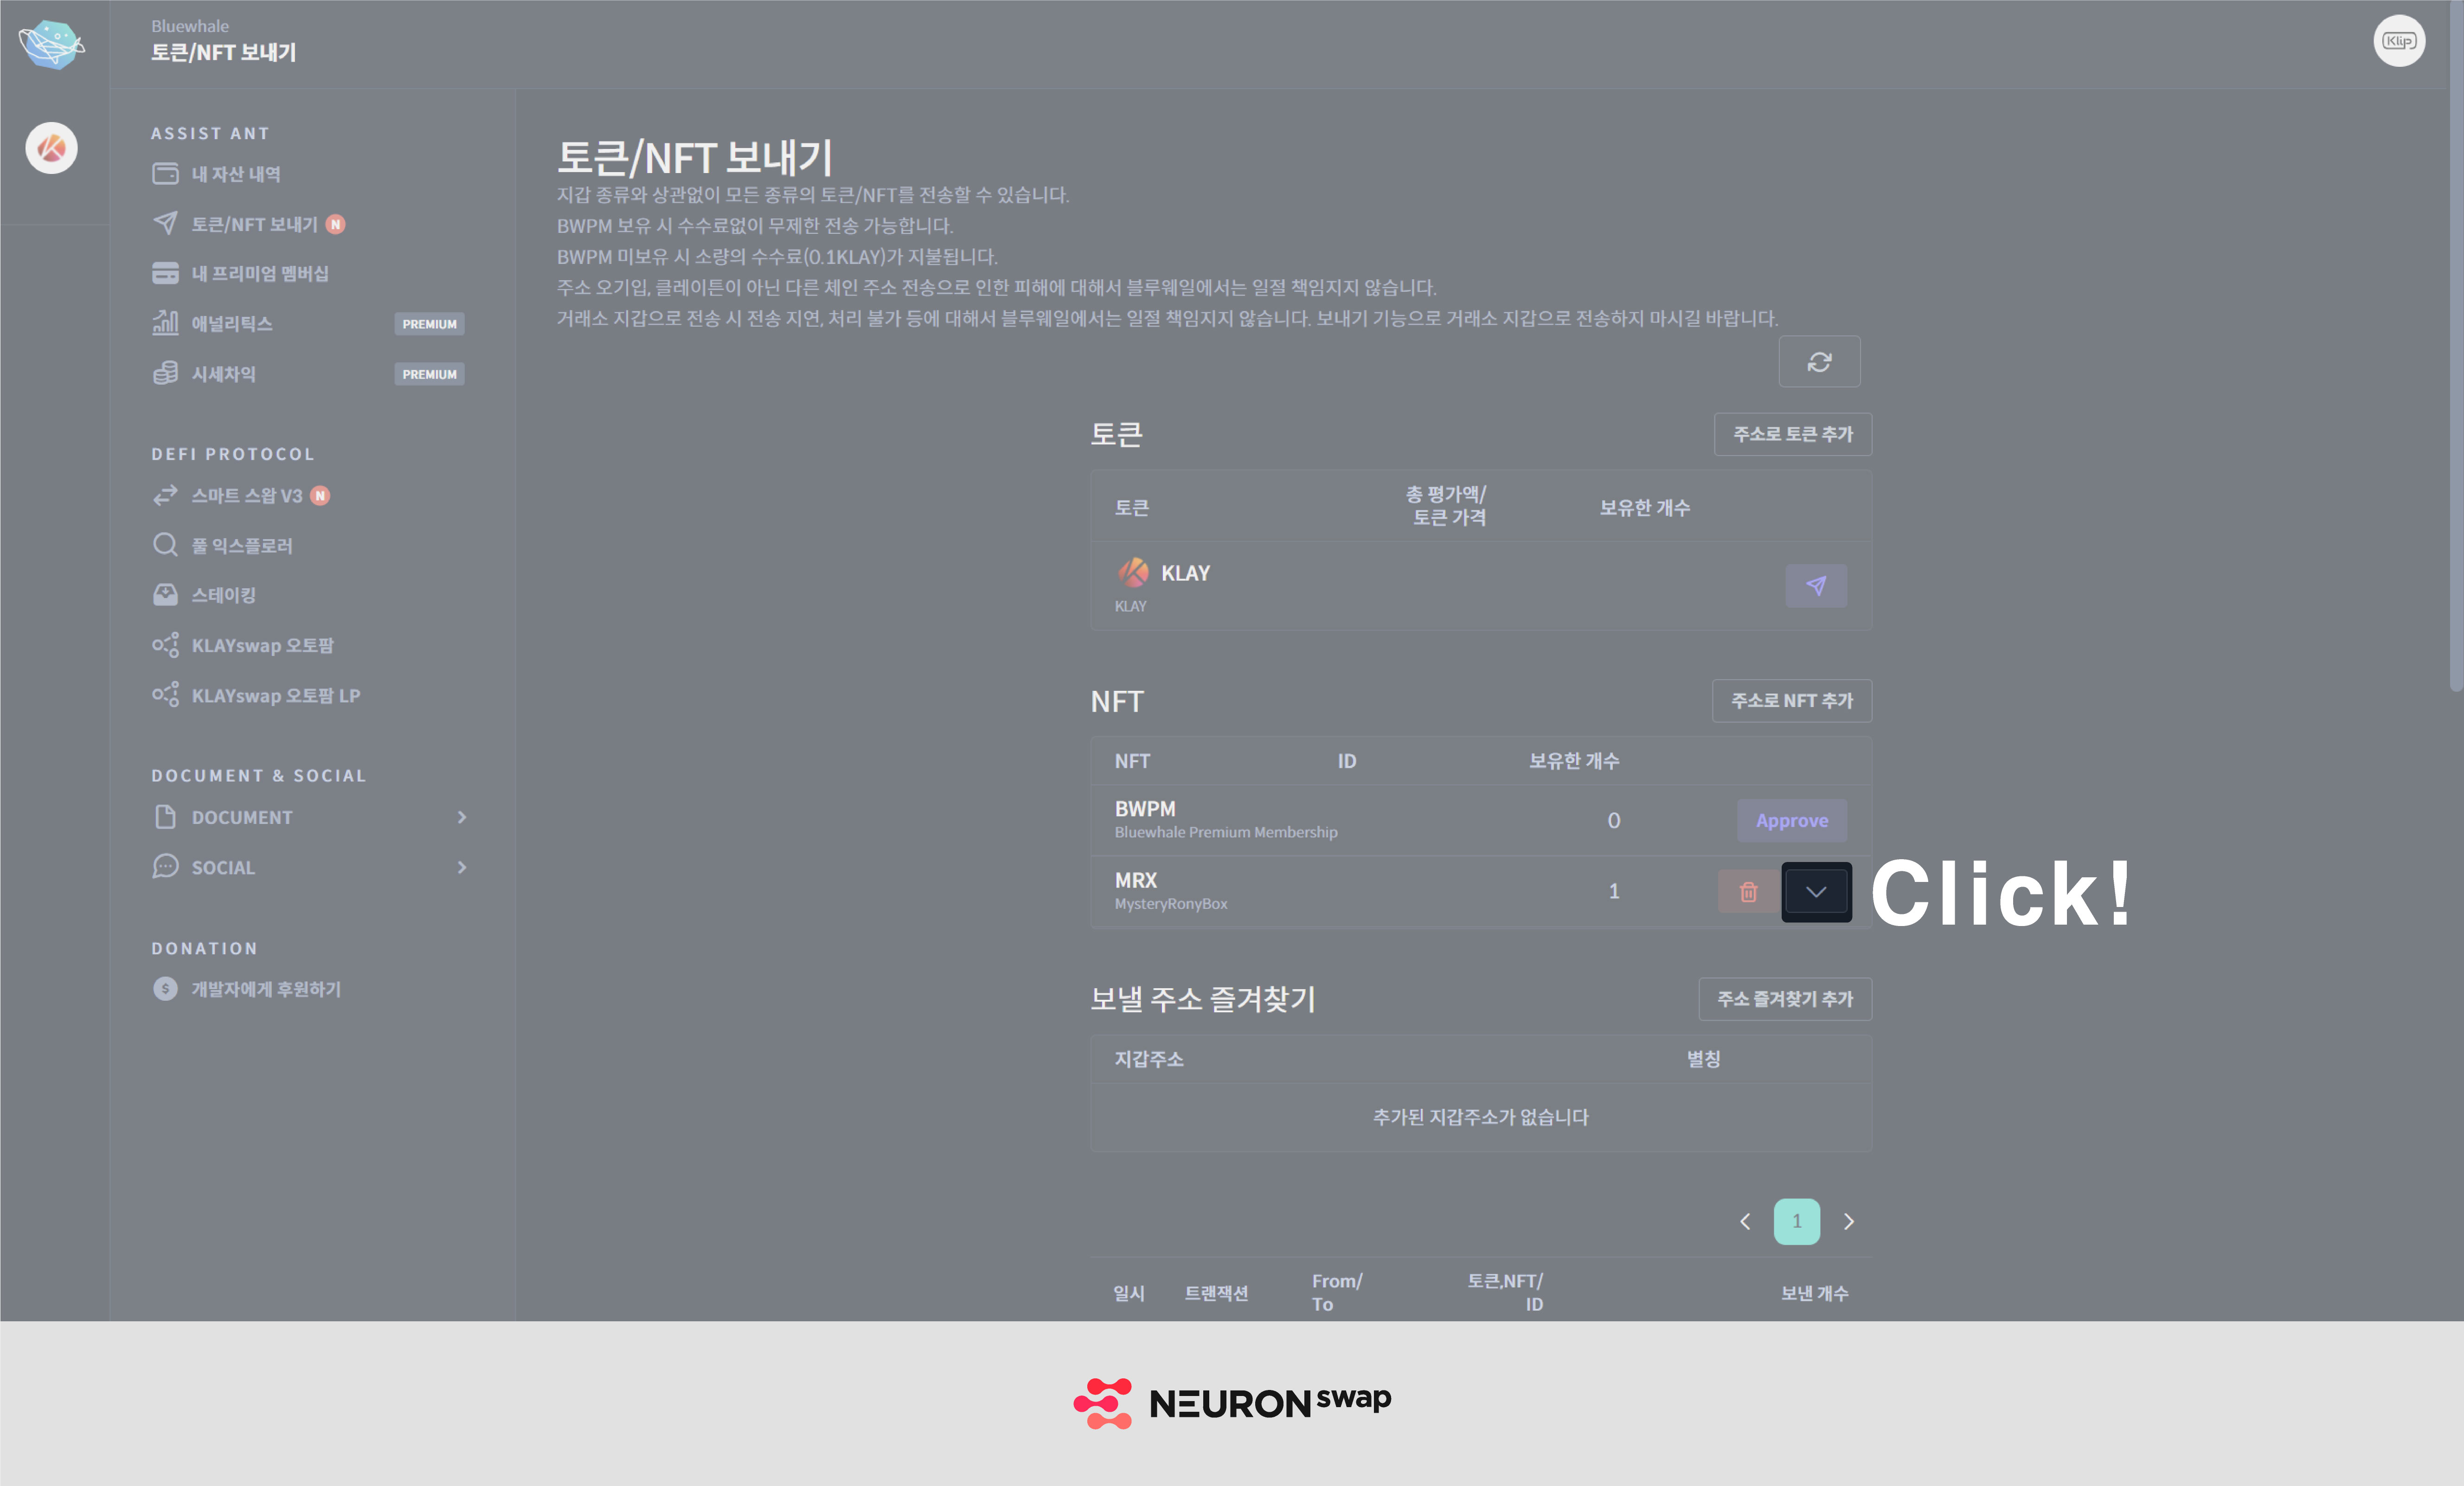 Bluewhale
토큰/NFT 보내기
Klip
ASSIST ANT
내 자산 내역
토큰/NFT 보내기 N
내 프리미엄 멤버십
애널리틱스 PREMIUM
시세차익 PREMIUM
DEFI PROTOCOL
스마트 스왑 V3 N
풀 익스플로러
스테이킹
KLAYswap 오토팜
KLAYswap 오토팜 LP
DOCUMENT & SOCIAL
DOCUMENT
SOCIAL
DONATION
개발자에게 후원하기
토큰/NFT 보내기
지갑 종류와 상관없이 모든 종류의 토큰/NFT를 전송할 수 있습니다.
BWPM 보유 시 수수료없이 무제한 전송 가능합니다.
BWPM 미보유 시 소량의 수수료(0.1KLAY)가 지불됩니다.
주소 오기입, 클레이튼이 아닌 다른 체인 주소 전송으로 인한 피해에 대해서 블루웨일에서는 일절 책임지지 않습니다.
거래소 지갑으로 전송 시 전송 지연, 처리 불가 등에 대해서 블루웨일에서는 일절 책임지지 않습니다. 보내기 기능으로 거래소 지갑으로 전송하지 마시길 바랍니다.
토큰 주소로 토큰 추가
토큰 총 평가액/ 보유한 개수
토큰 가격
KLAY
KLAY
NFT 주소로 NFT 추가
NFT ID 보유한 개수
BWPM 0 Approve
Bluewhale Premium Membership
MRX 1 Click!
MysteryRonyBox
보낼 주소 즐겨찾기 주소 즐겨찾기 추가
지갑주소 별칭
추가된 지갑주소가 없습니다
1
일시 트랜잭션 From/ 토큰,NFT/ 보낸 개수
To ID
NEURON swap